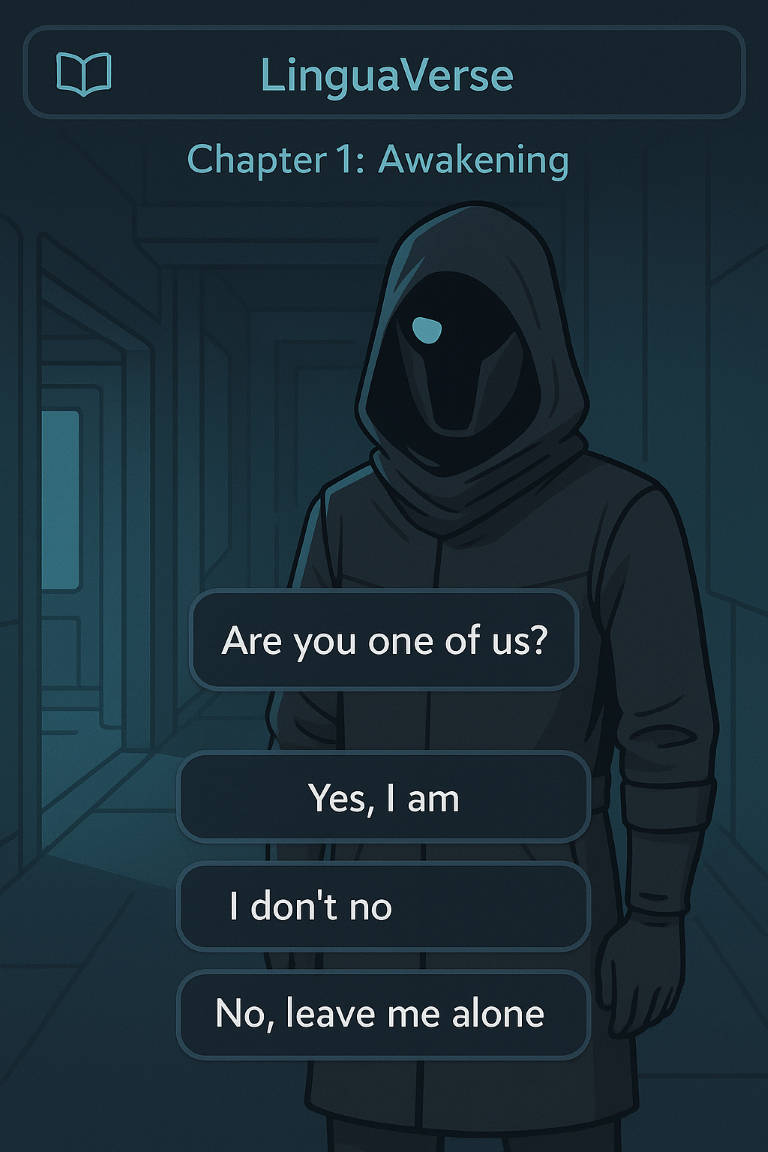 LinguaVerse
Chapter 1: Awakening
Are you one of us?
Yes, I am
I don't no
No, leave me alone